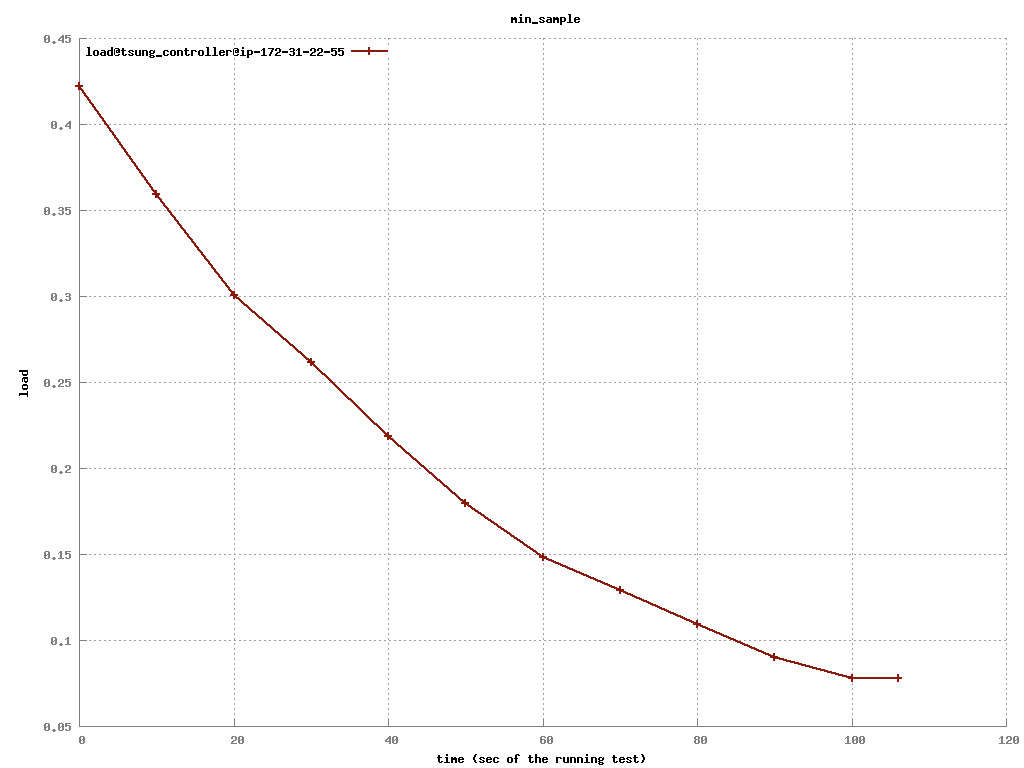 min_sample
load@tsung_controller@ip-172-31-22-55
0.45
0.4
0.35
0.3
0.25
0.2
0.15
0.1
0.05
load
0 20 40 60 80 100 120
time (sec of the running test)